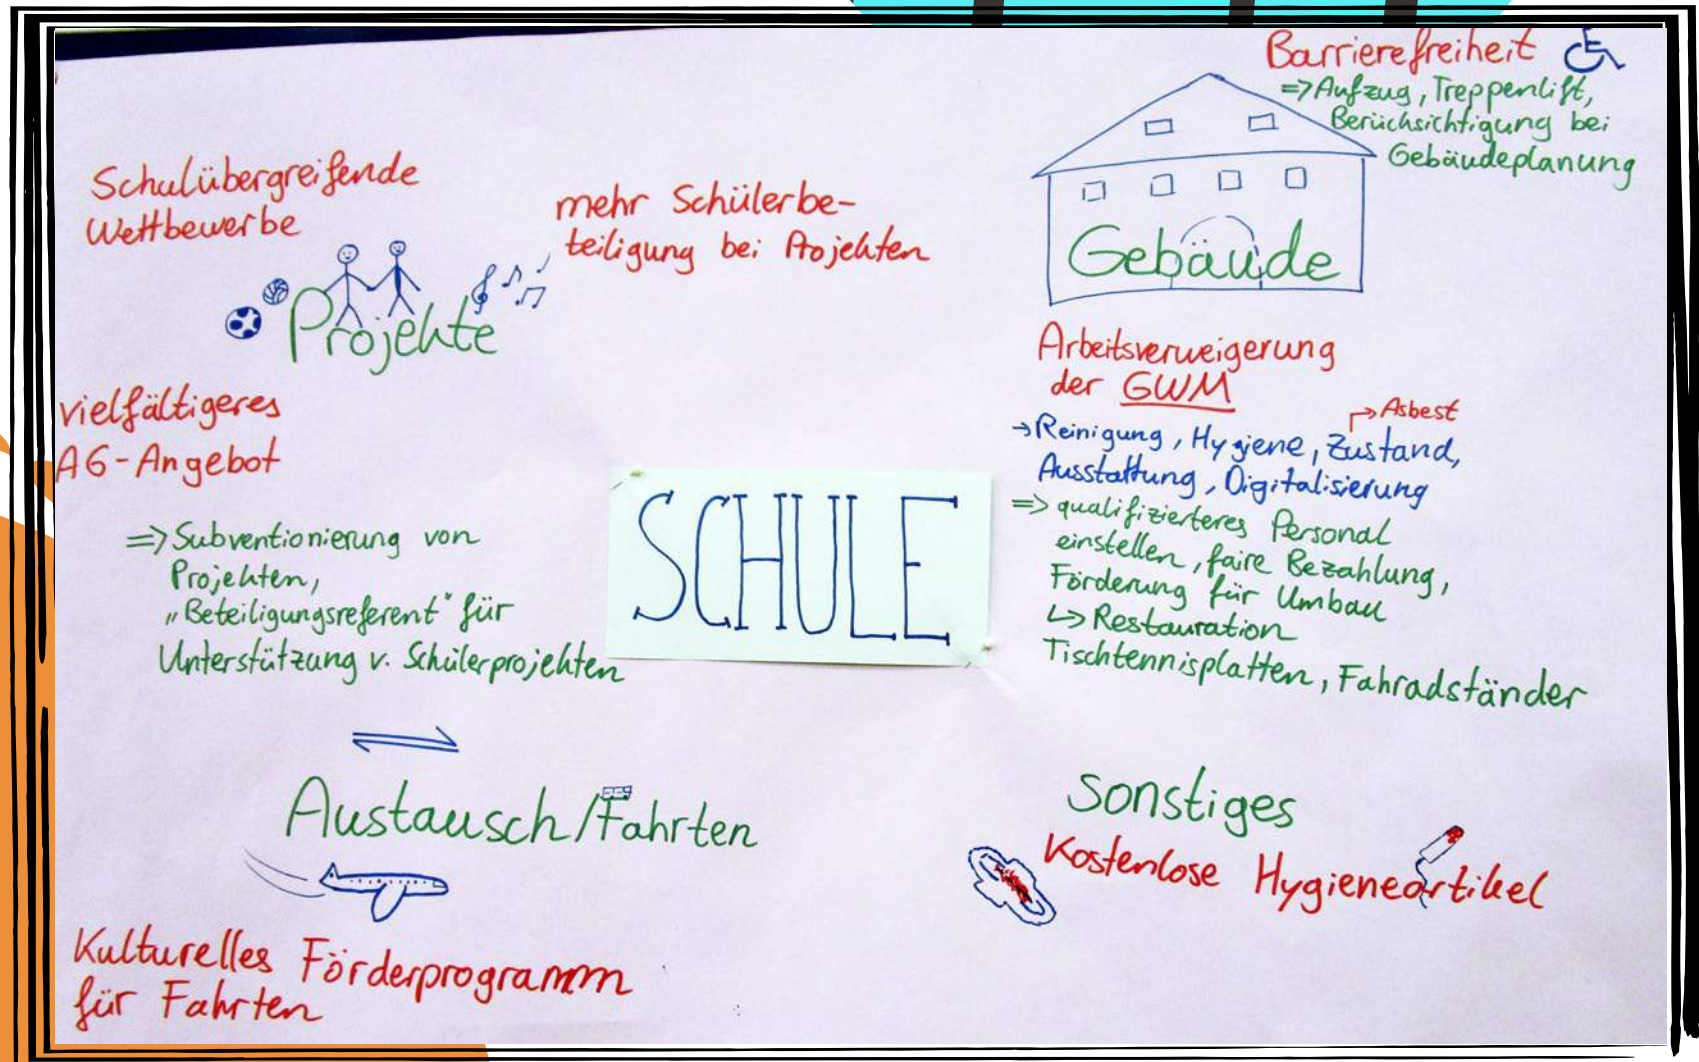 Schulübergreifende
Wettbewerbe
mehr Schülerbe-
teiligung bei Projekten
Projekte
vielfältigeres
AG-Angebot
=> Subventionierung von
Projekten,
„Beteiligungsreferent" für
Unterstützung v. Schülerprojekten
Barrierefreiheit
=> Aufzug, Treppenlift,
Berücksichtigung bei
Gebäudeplanung
Gebäude
Arbeitsverweigerung
der GWM
→ Asbest
→ Reinigung, Hygiene, Zustand,
Ausstattung, Digitalisierung
=> qualifizierteres Personal
einstellen, faire Bezahlung,
Förderung für Umbau
↳ Restauration
Tischtennisplatten, Fahradständer
SCHULE
Austausch/Fahrten
Kulturelles Förderprogramm
für Fahrten
Sonstiges
Kostenlose Hygieneartikel